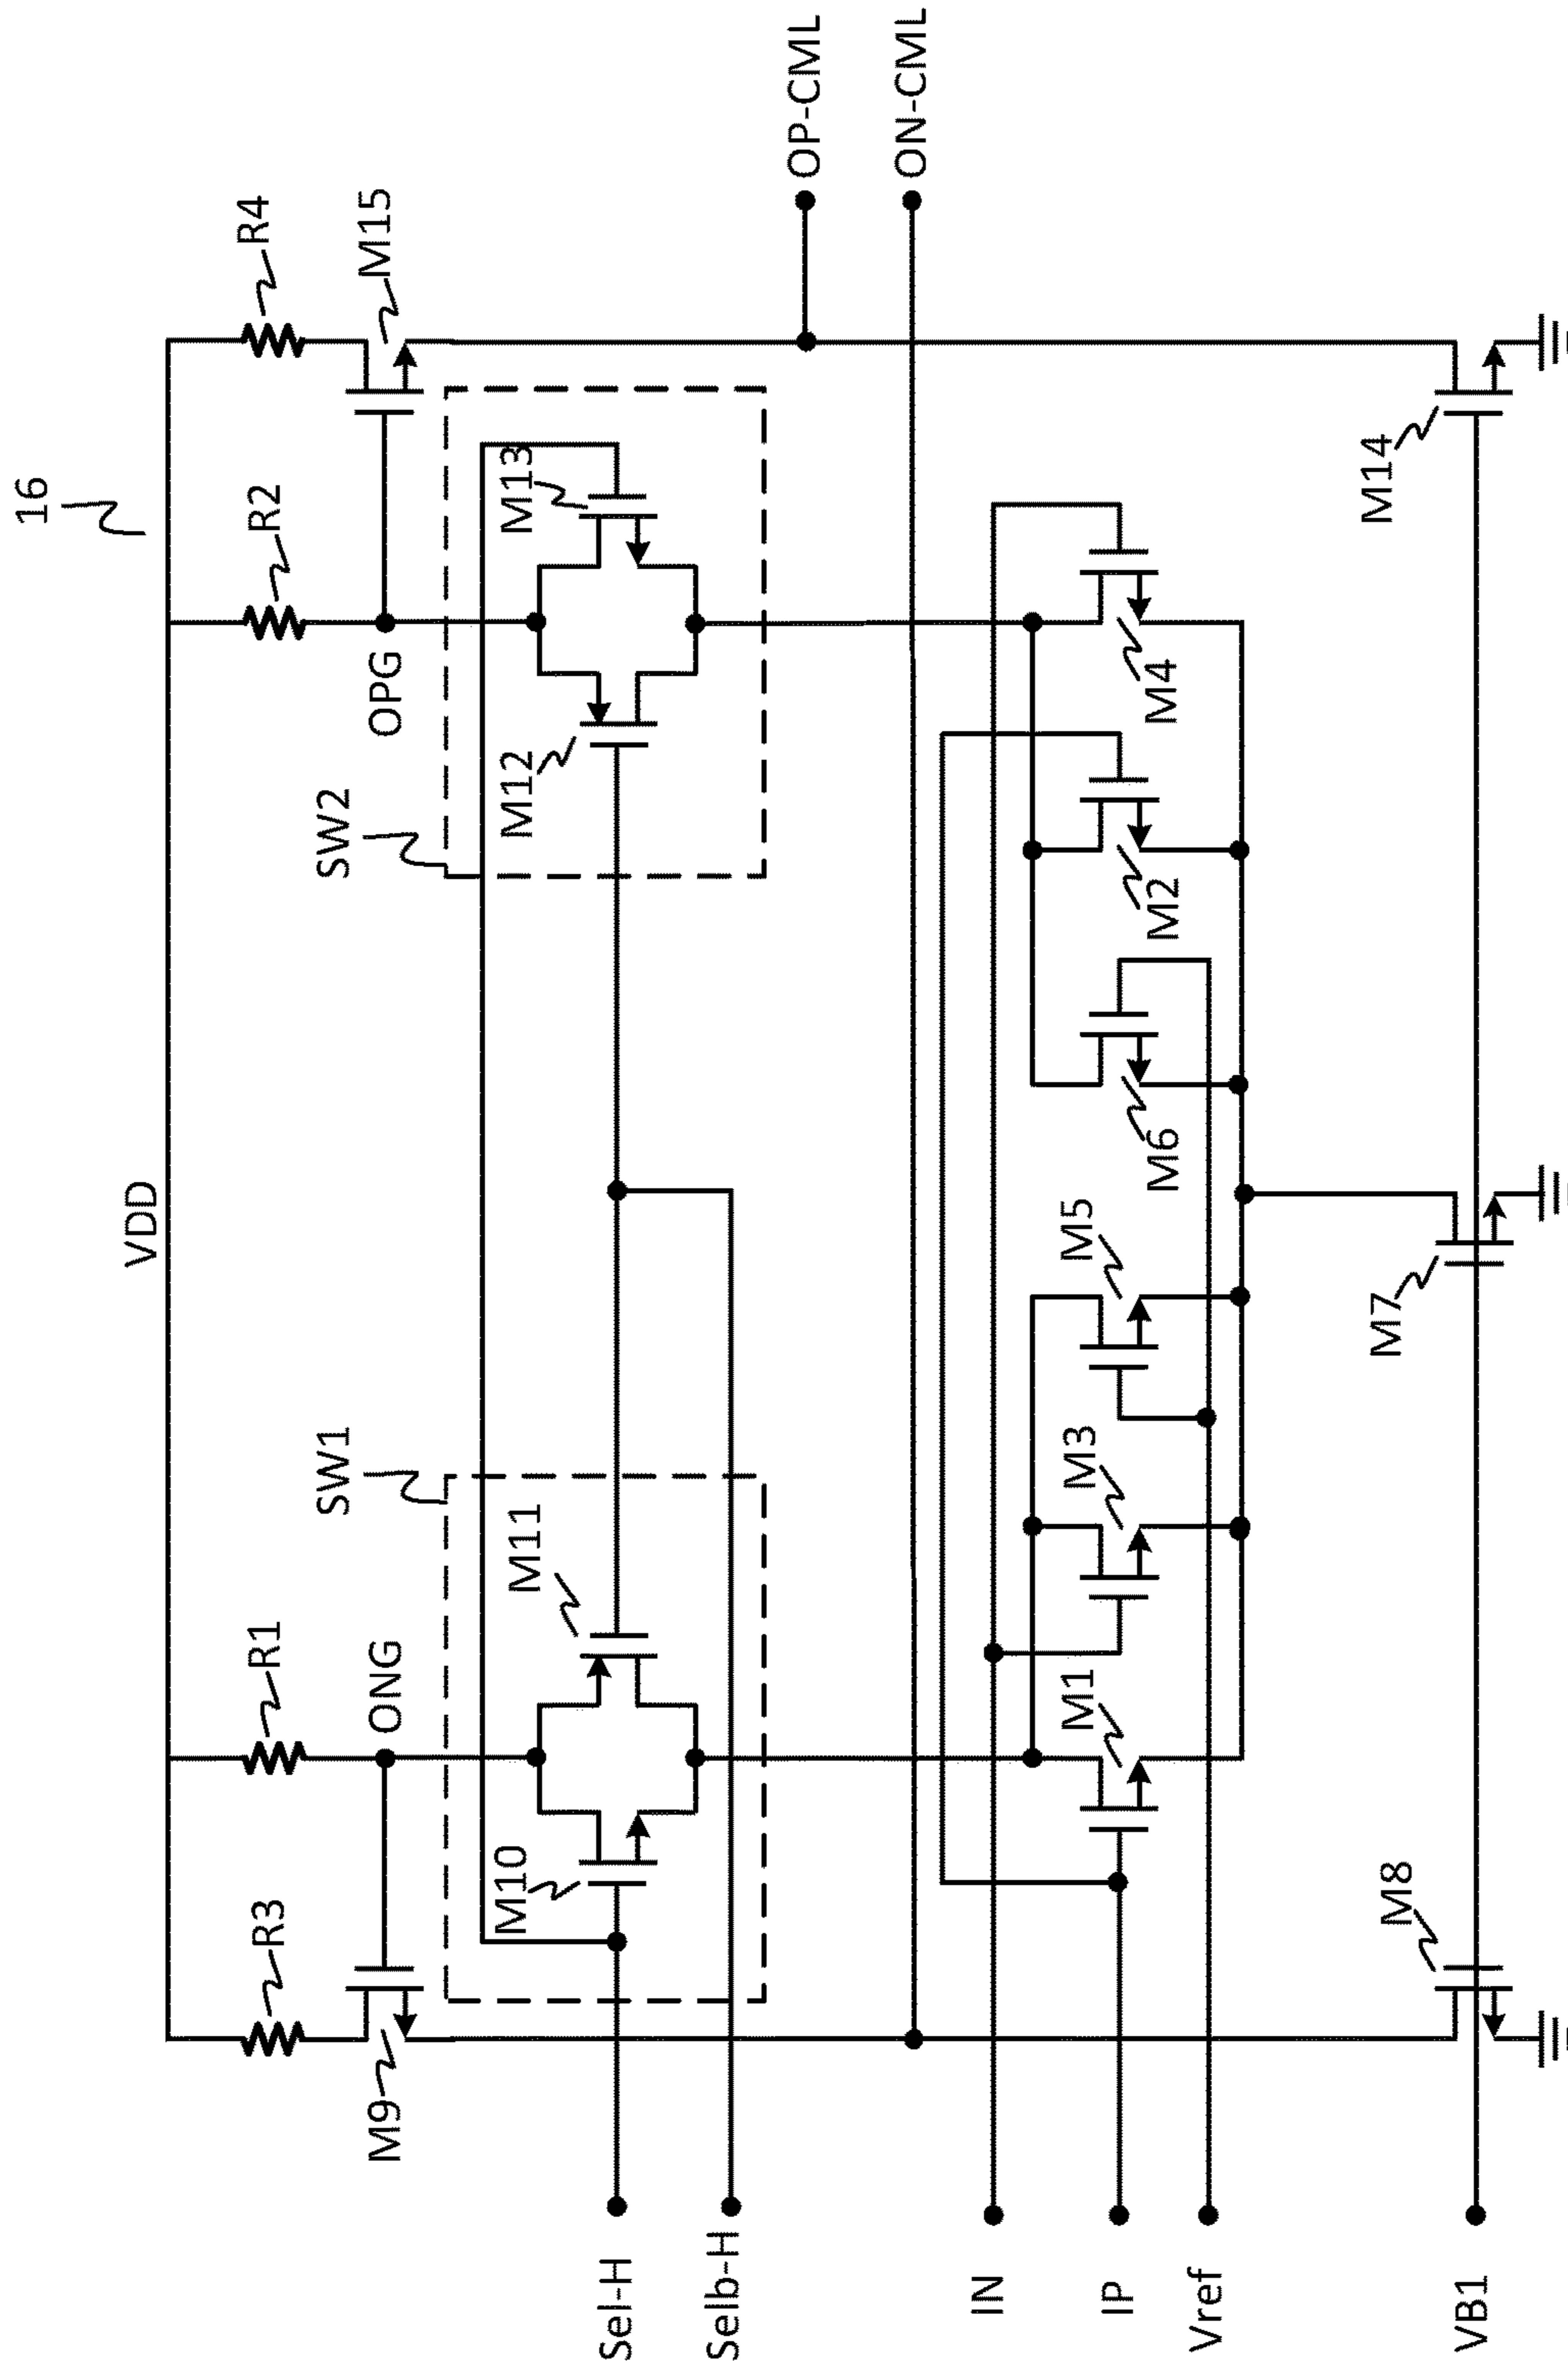 16
VDD
R3
R1
R2
R4
M9
ONG
OPG
M15
SW1
SW2
M10
M11
M12
M13
Sel-H
Selb-H
OP-CML
ON-CML
IN
IP
Vref
M1
M3
M5
M6
M2
M4
VB1
M8
M7
M14